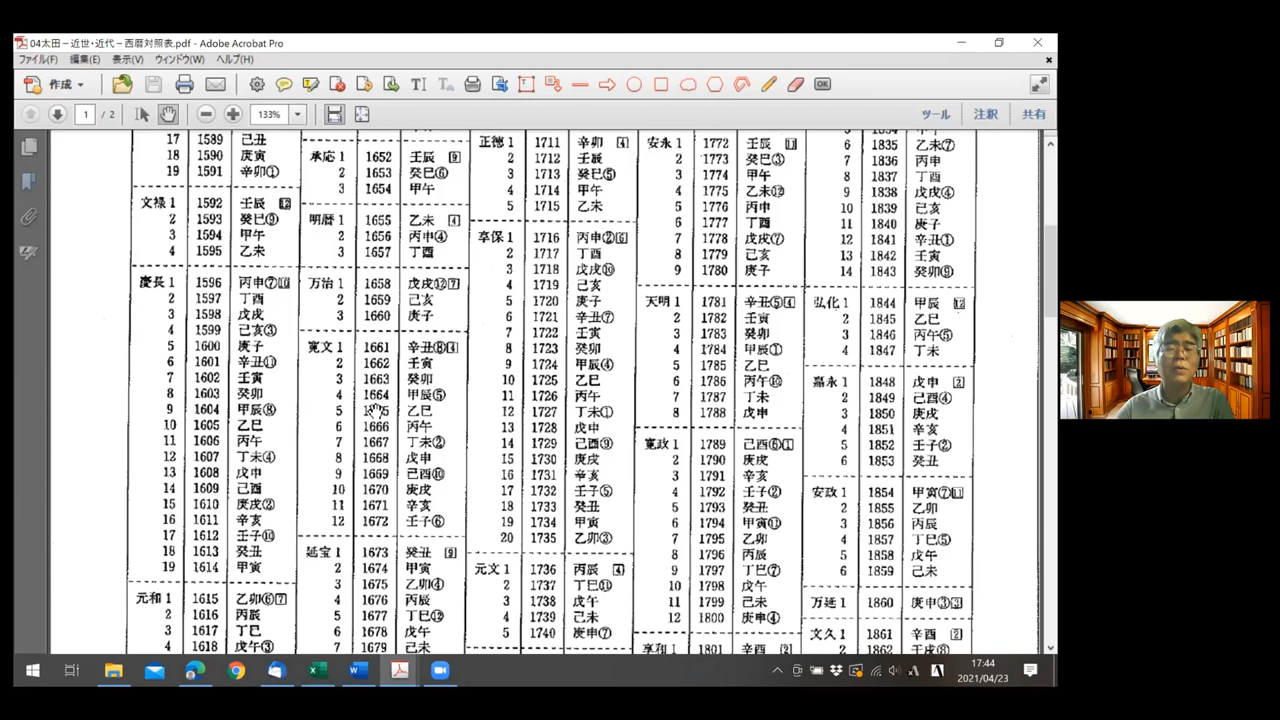 04太田－近世・近代－西暦対照表.pdf - Adobe Acrobat Pro
ファイル(F) 編集(E) 表示(V) ウィンドウ(W) ヘルプ(H)
作成
1 / 2 133% ツール 注釈 共有
17 1589 己丑
18 1590 庚寅
19 1591 辛卯①
文禄 1 1592 壬辰 12
2 1593 癸巳⑨
3 1594 甲午
4 1595 乙未
慶長 1 1596 丙申⑦10
2 1597 丁酉
3 1598 戊戌
4 1599 己亥③
5 1600 庚子
6 1601 辛丑⑪
7 1602 壬寅
8 1603 癸卯
9 1604 甲辰⑧
10 1605 乙巳
11 1606 丙午
12 1607 丁未④
13 1608 戊申
14 1609 己酉
15 1610 庚戌②
16 1611 辛亥
17 1612 壬子⑩
18 1613 癸丑
19 1614 甲寅
元和 1 1615 乙卯⑥7
2 1616 丙辰
3 1617 丁巳
4 1618 戊午③
承応 1 1652 壬辰 9
2 1653 癸巳⑥
3 1654 甲午
明暦 1 1655 乙未 4
2 1656 丙申④
3 1657 丁酉
万治 1 1658 戊戌⑫7
2 1659 己亥
3 1660 庚子
寛文 1 1661 辛丑⑧4
2 1662 壬寅
3 1663 癸卯
4 1664 甲辰⑤
5 乙巳
6 1666 丙午
7 1667 丁未②
8 1668 戊申
9 1669 己酉⑩
10 1670 庚戌
11 1671 辛亥
12 1672 壬子⑥
延宝 1 1673 癸丑 9
2 1674 甲寅
3 1675 乙卯④
4 1676 丙辰
5 1677 丁巳⑫
6 1678 戊午
7 1679 己未
正徳 1 1711 辛卯 4
2 1712 壬辰
3 1713 癸巳⑤
4 1714 甲午
5 1715 乙未
享保 1 1716 丙申②6
2 1717 丁酉
3 1718 戊戌⑩
4 1719 己亥
5 1720 庚子
6 1721 辛丑⑦
7 1722 壬寅
8 1723 癸卯
9 1724 甲辰④
10 1725 乙巳
11 1726 丙午
12 1727 丁未①
13 1728 戊申
14 1729 己酉⑨
15 1730 庚戌
16 1731 辛亥
17 1732 壬子⑤
18 1733 癸丑
19 1734 甲寅
20 1735 乙卯③
元文 1 1736 丙辰 4
2 1737 丁巳⑪
3 1738 戊午
4 1739 己未
5 1740 庚申⑦
安永 1 1772 壬辰 11
2 1773 癸巳③
3 1774 甲午
4 1775 乙未⑫
5 1776 丙申
6 1777 丁酉
7 1778 戊戌⑦
8 1779 己亥
9 1780 庚子
天明 1 1781 辛丑⑤4
2 1782 壬寅
3 1783 癸卯
4 1784 甲辰①
5 1785 乙巳
6 1786 丙午⑩
7 1787 丁未
8 1788 戊申
寛政 1 1789 己酉⑥1
2 1790 庚戌
3 1791 辛亥
4 1792 壬子②
5 1793 癸丑
6 1794 甲寅⑪
7 1795 乙卯
8 1796 丙辰
9 1797 丁巳⑦
10 1798 戊午
11 1799 己未
12 1800 庚申④
享和 1 1801 辛酉 2
6 1835 乙未⑦
7 1836 丙申
8 1837 丁酉
9 1838 戊戌④
10 1839 己亥
11 1840 庚子
12 1841 辛丑①
13 1842 壬寅
14 1843 癸卯⑨
弘化 1 1844 甲辰 12
2 1845 乙巳
3 1846 丙午⑤
4 1847 丁未
嘉永 1 1848 戊申 2
2 1849 己酉④
3 1850 庚戌
4 1851 辛亥
5 1852 壬子②
6 1853 癸丑
安政 1 1854 甲寅⑦11
2 1855 乙卯
3 1856 丙辰
4 1857 丁巳⑤
5 1858 戊午
6 1859 己未
万延 1 1860 庚申③3
文久 1 1861 辛酉 2
2 1862 壬戌⑧
17:44
2021/04/23